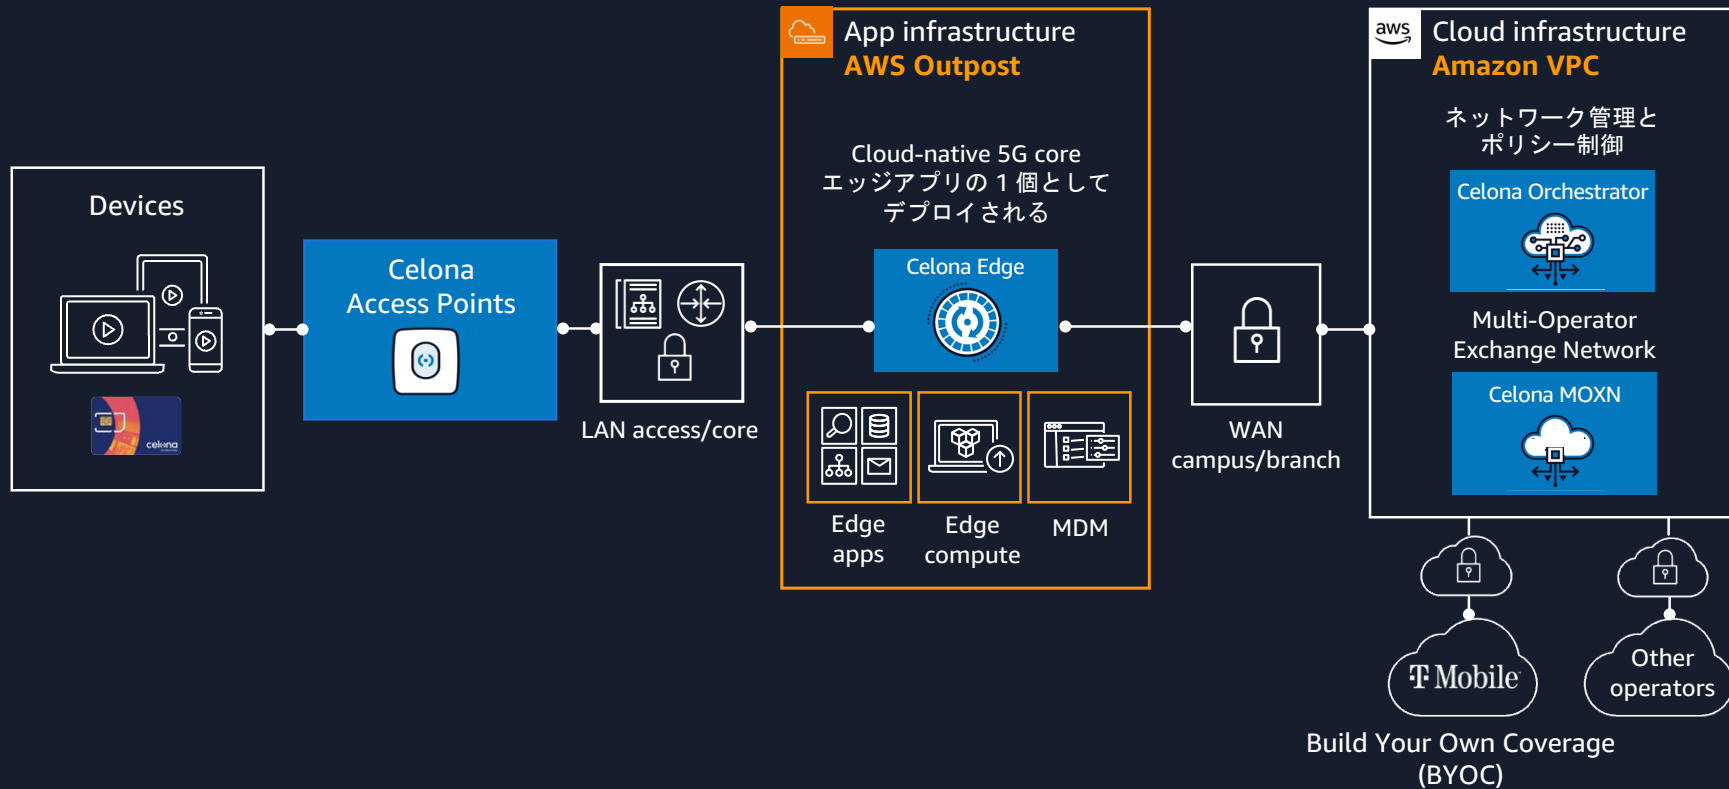 Devices
celona
Celona
Access Points
LAN access/core
App infrastructure
AWS Outpost
Cloud-native 5G core
エッジアプリの 1 個として
デプロイされる
Celona Edge
Edge
apps
Edge
compute
MDM
WAN
campus/branch
aws
Cloud infrastructure
Amazon VPC
ネットワーク管理と
ポリシー制御
Celona Orchestrator
Multi-Operator
Exchange Network
Celona MOXN
T Mobile
Other
operators
Build Your Own Coverage
(BYOC)